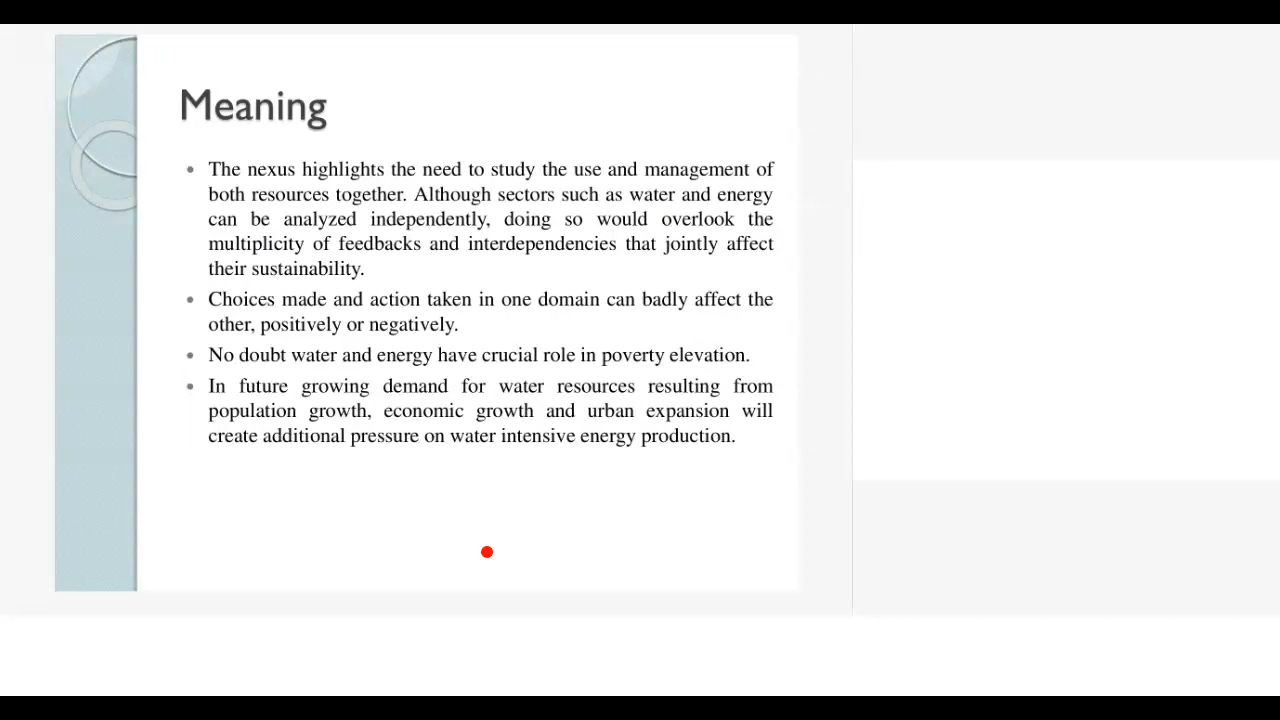 Meaning
The nexus highlights the need to study the use and management of
both resources together. Although sectors such as water and energy
can be analyzed independently, doing so would overlook the
multiplicity of feedbacks and interdependencies that jointly affect
their sustainability.
Choices made and action taken in one domain can badly affect the
other, positively or negatively.
No doubt water and energy have crucial role in poverty elevation.
In future growing demand for water resources resulting from
population growth, economic growth and urban expansion will
create additional pressure on water intensive energy production.